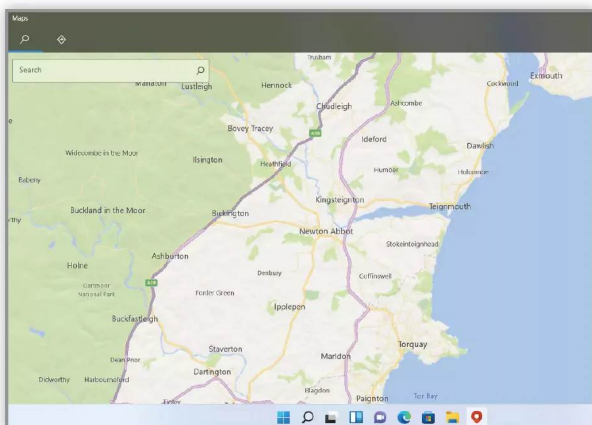 Maps
Search
Trusham
Manaton
Lustleigh
Hennock
Cockwood
Exmouth
Chudleigh
Ashcombe
Bovey Tracey
A38
Ideford
Dawlish
Widecombe in the Moor
Ilsington
Heathfield
Humber
Holcombe
Babeny
Buckland in the Moor
Bickington
Kingsteignton
Teignmouth
Newton Abbot
Stokeinteignhead
Ashburton
Holne
Denbury
Coffinswell
Dartmoor
National Park
A38
Forder Green
Ipplepen
Buckfastleigh
Torquay
Staverton
Marldon
Dean Prior
Dartington
Didworthy
Harbourneford
Blagdon
Paignton
Tor Bay